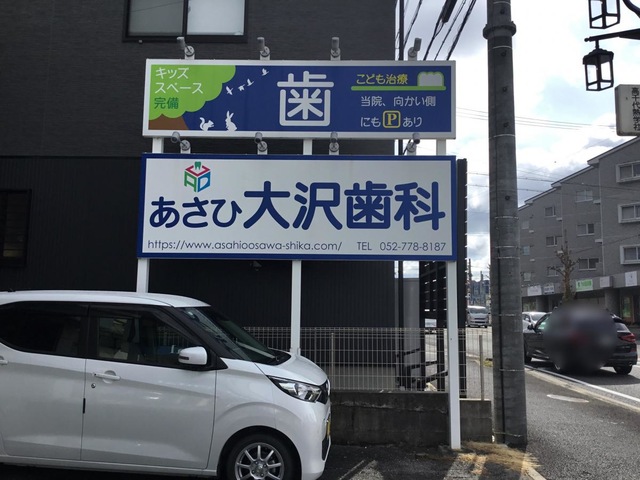 キッズ
スペース
完備
歯
こども治療
当院、向かい側
にもPあり
あさひ大沢歯科
https://www.asahioosawa-shika.com/ TEL 052-778-8187